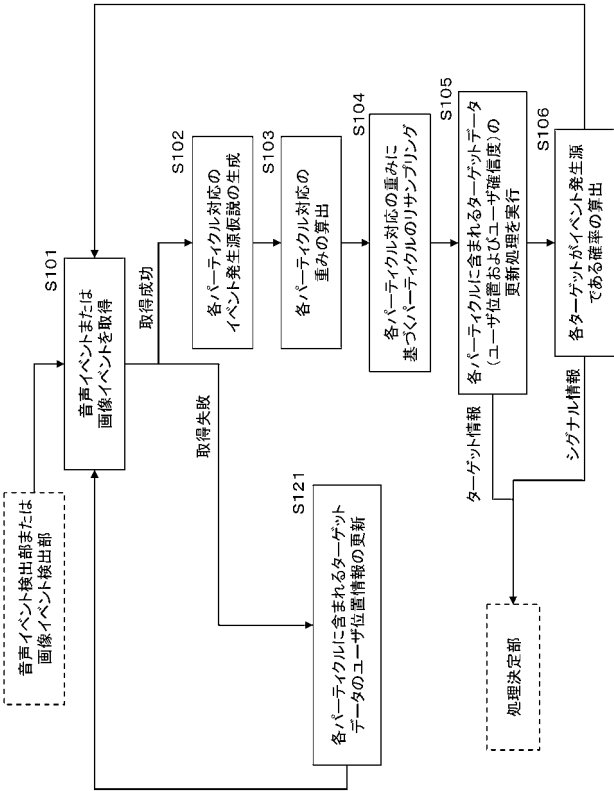 音声イベント検出部または
画像イベント検出部
S101
音声イベントまたは
画像イベントを取得
取得成功
取得失敗
S102
各パーティクル対応の
イベント発生源仮説の生成
S103
各パーティクル対応の
重みの算出
S104
各パーティクル対応の重みに
基づくパーティクルのリサンプリング
S105
各パーティクルに含まれるターゲットデータ
(ユーザ位置およびユーザ確信度)の
更新処理を実行
S106
各ターゲットがイベント発生源
である確率の算出
S121
各パーティクルに含まれるターゲット
データのユーザ位置情報の更新
ターゲット情報
シグナル情報
処理決定部